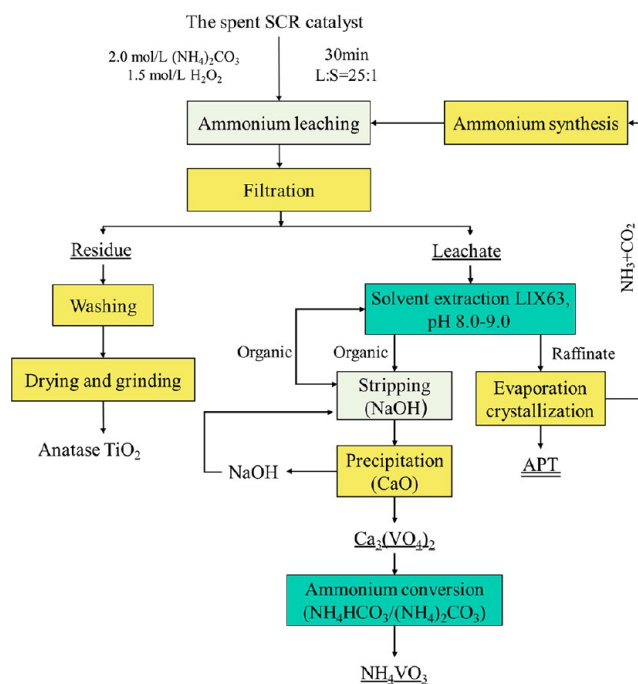 The spent SCR catalyst
2.0 mol/L (NH₄)₂CO₃
1.5 mol/L H₂O₂
30min
L:S=25:1
Ammonium leaching
Ammonium synthesis
Filtration
Residue
Leachate
NH₃+CO₂
Washing
Solvent extraction LIX63,
pH 8.0-9.0
Organic
Organic
Raffinate
Drying and grinding
Stripping
(NaOH)
Evaporation
crystallization
Anatase TiO₂
NaOH
Precipitation
(CaO)
APT
Ca₃(VO₄)₂
Ammonium conversion
(NH₄HCO₃/(NH₄)₂CO₃)
NH₄VO₃